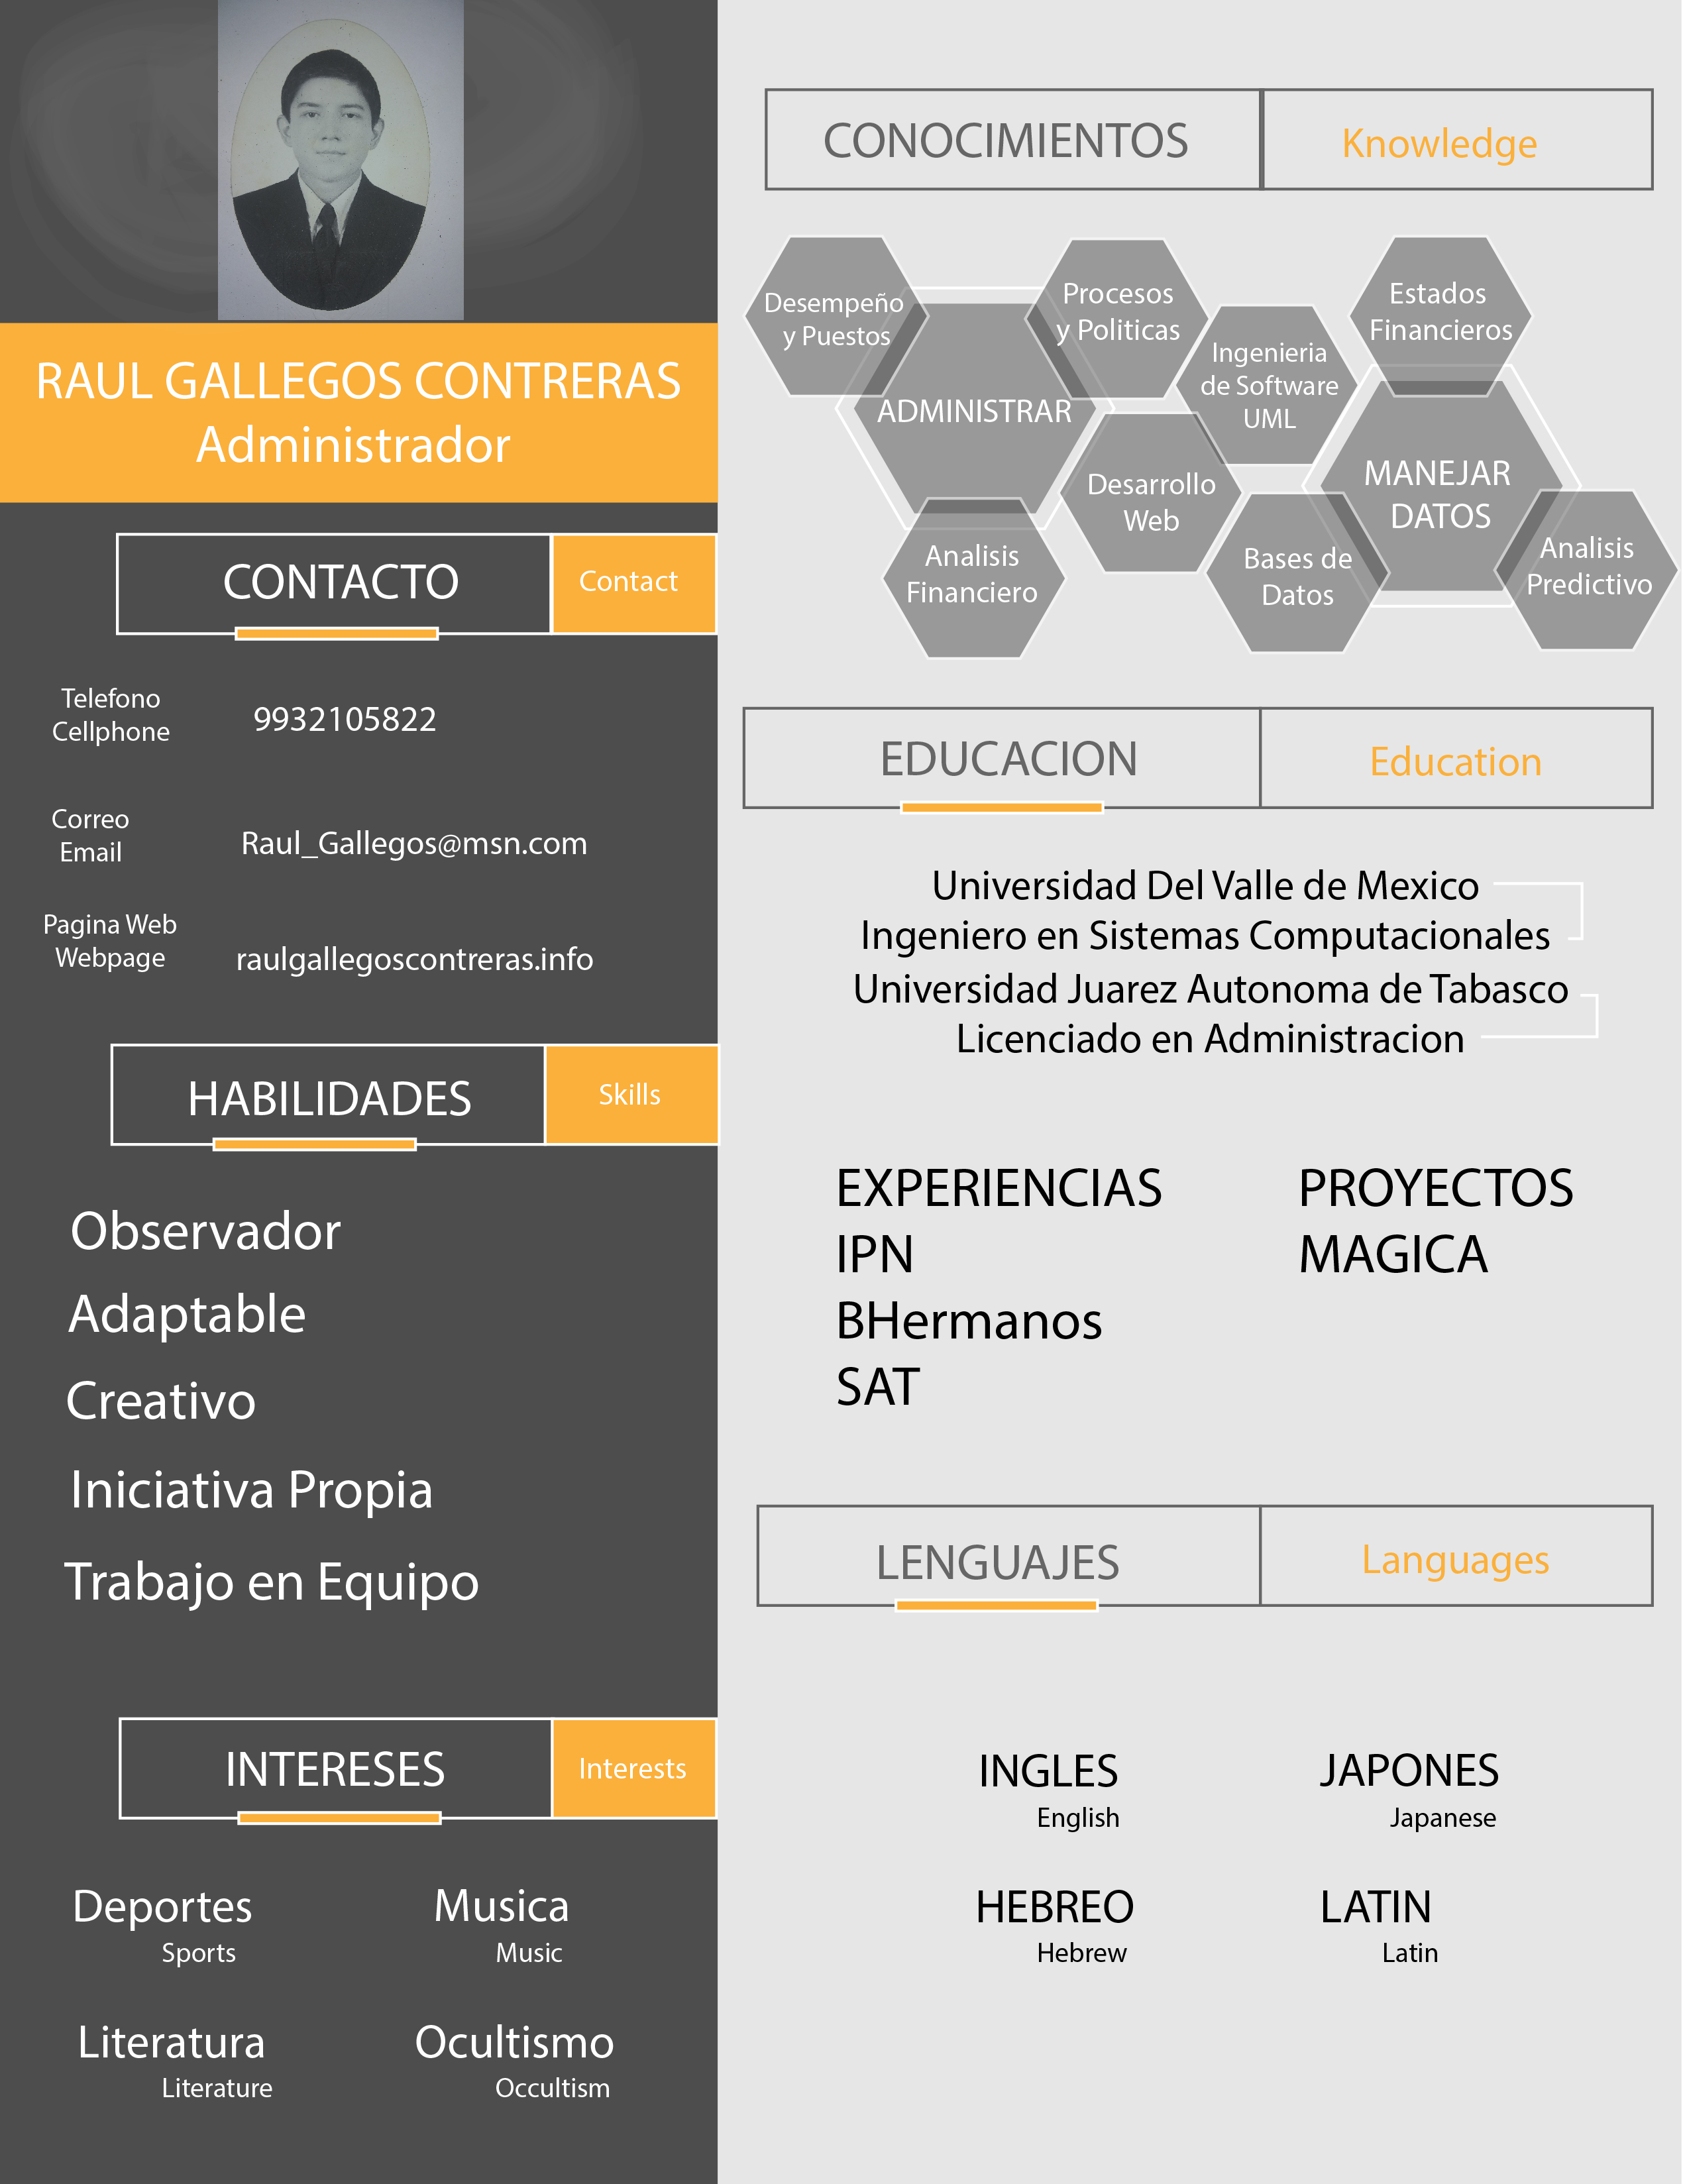 RAUL GALLEGOS CONTRERAS
Administrador
CONTACTO
Contact
Telefono
Cellphone
9932105822
Correo
Email
Raul_Gallegos@msn.com
Pagina Web
Webpage
raulgallegoscontreras.info
HABILIDADES
Skills
Observador
Adaptable
Creativo
Iniciativa Propia
Trabajo en Equipo
INTERESES
Interests
Deportes
Sports
Musica
Music
Literatura
Literature
Ocultismo
Occultism
CONOCIMIENTOS
Knowledge
Desempeño
y Puestos
ADMINISTRAR
Procesos
y Politicas
Ingenieria
de Software
UML
Estados
Financieros
Analisis
Financiero
Desarrollo
Web
Bases de
Datos
MANEJAR
DATOS
Analisis
Predictivo
EDUCACION
Education
Universidad Del Valle de Mexico
Ingeniero en Sistemas Computacionales
Universidad Juarez Autonoma de Tabasco
Licenciado en Administracion
EXPERIENCIAS
IPN
BHermanos
SAT
PROYECTOS
MAGICA
LENGUAJES
Languages
INGLES
English
JAPONES
Japanese
HEBREO
Hebrew
LATIN
Latin